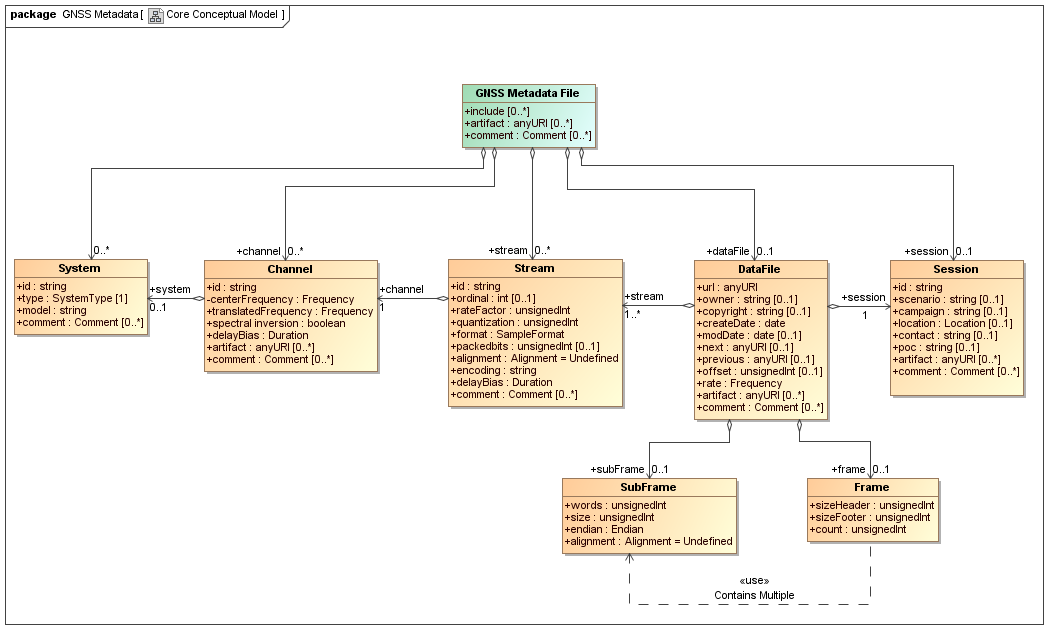 package GNSS Metadata[ Core Conceptual Model ]
GNSS Metadata File
+include [0..*]
+artifact : anyURI [0..*]
+comment : Comment [0..*]
0..*
+channel 0..*
+stream 0..*
+dataFile 0..1
+session 0..1
System
+id : string
+type : SystemType [1]
+model : string
+comment : Comment [0..*]
+system
0..1
Channel
+id : string
-centerFrequency : Frequency
+translatedFrequency : Frequency
+spectral inversion : boolean
+delayBias : Duration
+artifact : anyURI [0..*]
+comment : Comment [0..*]
+channel
1
Stream
+id : string
+ordinal : int [0..1]
+rateFactor : unsignedInt
+quantization : unsignedInt
+format : SampleFormat
+packedbits : unsignedInt [0..1]
+alignment : Alignment = Undefined
+encoding : string
+delayBias : Duration
+comment : Comment [0..*]
+stream
1..*
DataFile
+url : anyURI
+owner : string [0..1]
+copyright : string [0..1]
+createDate : date
+modDate : date [0..1]
+next : anyURI [0..1]
+previous : anyURI [0..1]
+offset : unsignedInt [0..1]
+rate : Frequency
+artifact : anyURI [0..*]
+comment : Comment [0..*]
+session
1
Session
+id : string
+scenario : string [0..1]
+campaign : string [0..1]
+location : Location [0..1]
+contact : string [0..1]
+poc : string [0..1]
+artifact : anyURI [0..*]
+comment : Comment [0..*]
+subFrame 0..1
+frame 0..1
SubFrame
+words : unsignedInt
+size : unsignedInt
+endian : Endian
+alignment : Alignment = Undefined
Frame
+sizeHeader : unsignedInt
+sizeFooter : unsignedInt
+count : unsignedInt
«use»
Contains Multiple